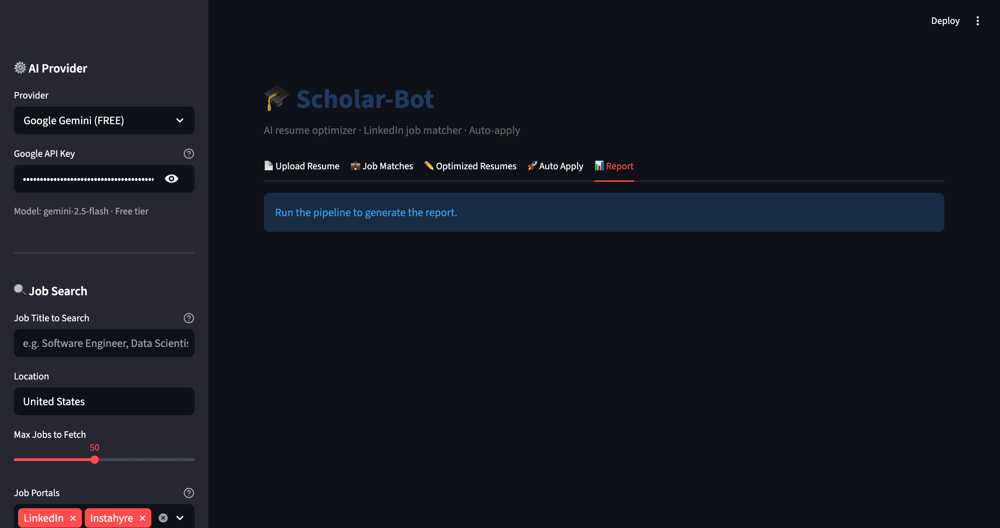 Deploy
AI Provider
Provider
Google Gemini (FREE)
Google API Key
Model: gemini-2.5-flash · Free tier
Job Search
Job Title to Search
e.g. Software Engineer, Data Scientis
Location
United States
Max Jobs to Fetch
50
Job Portals
LinkedIn
Instahyre
Scholar-Bot
AI resume optimizer · LinkedIn job matcher · Auto-apply
Upload Resume Job Matches Optimized Resumes Auto Apply Report
Run the pipeline to generate the report.